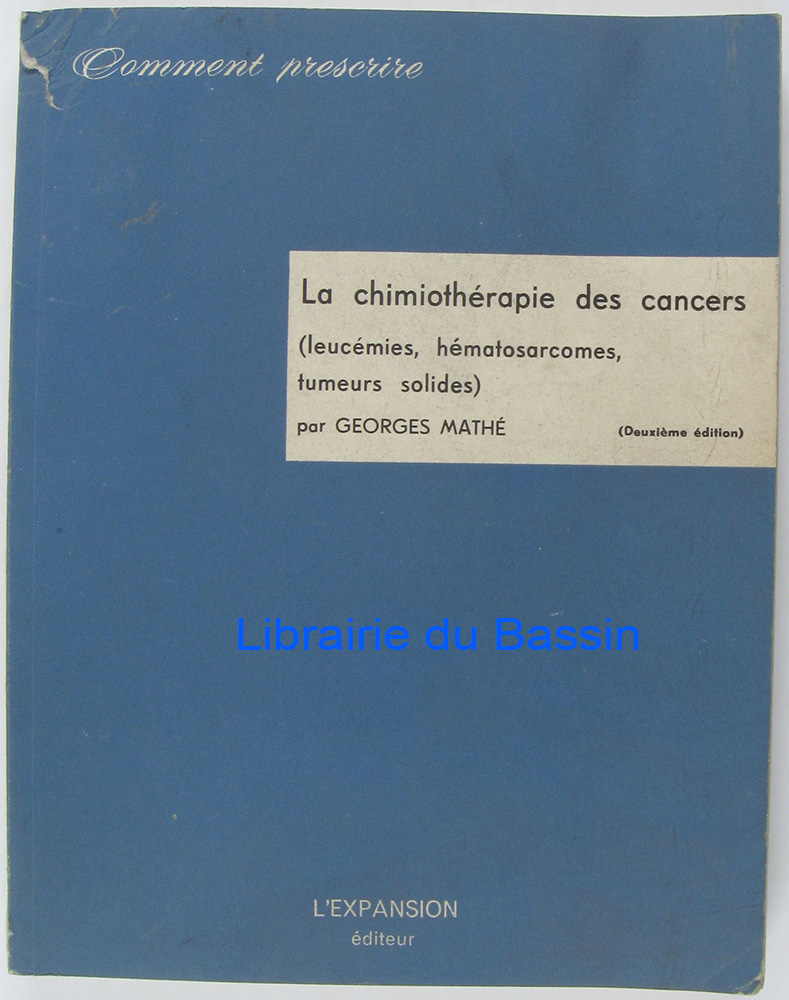 Comment prescrire
La chimiothérapie des cancers
(leucémies, hématosarcomes,
tumeurs solides)
par GEORGES MATHÉ (Deuxième édition)
Librairie du Bassin
L'EXPANSION
éditeur